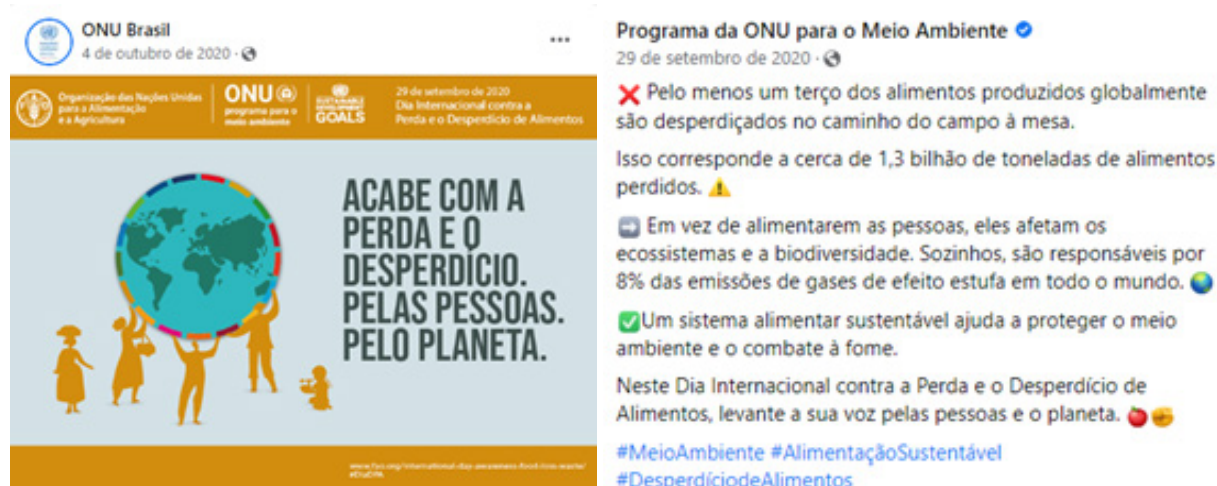 ONU Brasil
4 de outubro de 2020
Organização das Nações Unidas
para a Alimentação
e a Agricultura
ONU
programa para o
meio ambiente
SUSTAINABLE
DEVELOPMENT
GOALS
29 de setembro de 2020
Dia Internacional contra a
Perda e o Desperdício de Alimentos
ACABE COM A
PERDA E O
DESPERDÍCIO.
PELAS PESSOAS.
PELO PLANETA.
Programa da ONU para o Meio Ambiente
29 de setembro de 2020
Pelo menos um terço dos alimentos produzidos globalmente
são desperdiçados no caminho do campo à mesa.
Isso corresponde a cerca de 1,3 bilhão de toneladas de alimentos
perdidos.
Em vez de alimentarem as pessoas, eles afetam os
ecossistemas e a biodiversidade. Sozinhos, são responsáveis por
8% das emissões de gases de efeito estufa em todo o mundo.
Um sistema alimentar sustentável ajuda a proteger o meio
ambiente e o combate à fome.
Neste Dia Internacional contra a Perda e o Desperdício de
Alimentos, levante a sua voz pelas pessoas e o planeta.
#MeioAmbiente #AlimentaçãoSustentável
#DesperdíciodeAlimentos